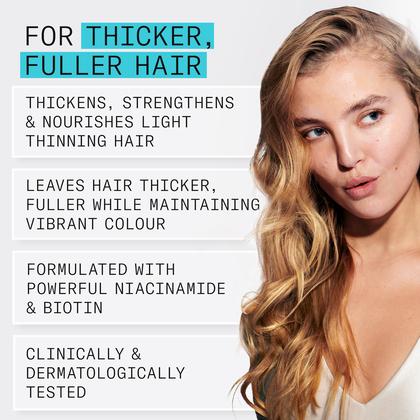 FOR THICKER,
FULLER HAIR
THICKENS, STRENGTHENS
& NOURISHES LIGHT
THINNING HAIR
LEAVES HAIR THICKER,
FULLER WHILE MAINTAINING
VIBRANT COLOUR
FORMULATED WITH
POWERFUL NIACINAMIDE
& BIOTIN
CLINICALLY &
DERMATOLOGICALLY
TESTED